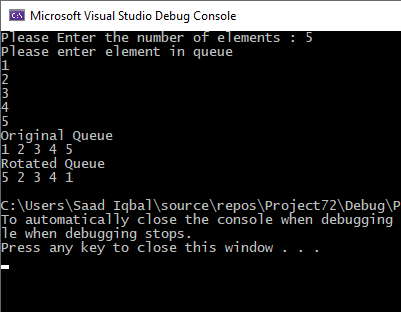 Microsoft Visual Studio Debug Console
Please Enter the number of elements : 5
Please enter element in queue
1
2
3
4
5
Original Queue
1 2 3 4 5
Rotated Queue
5 2 3 4 1
C:\Users\Saad Iqbal\source\repos\Project72\Debug\P
To automatically close the console when debugging
le when debugging stops.
Press any key to close this window . . .